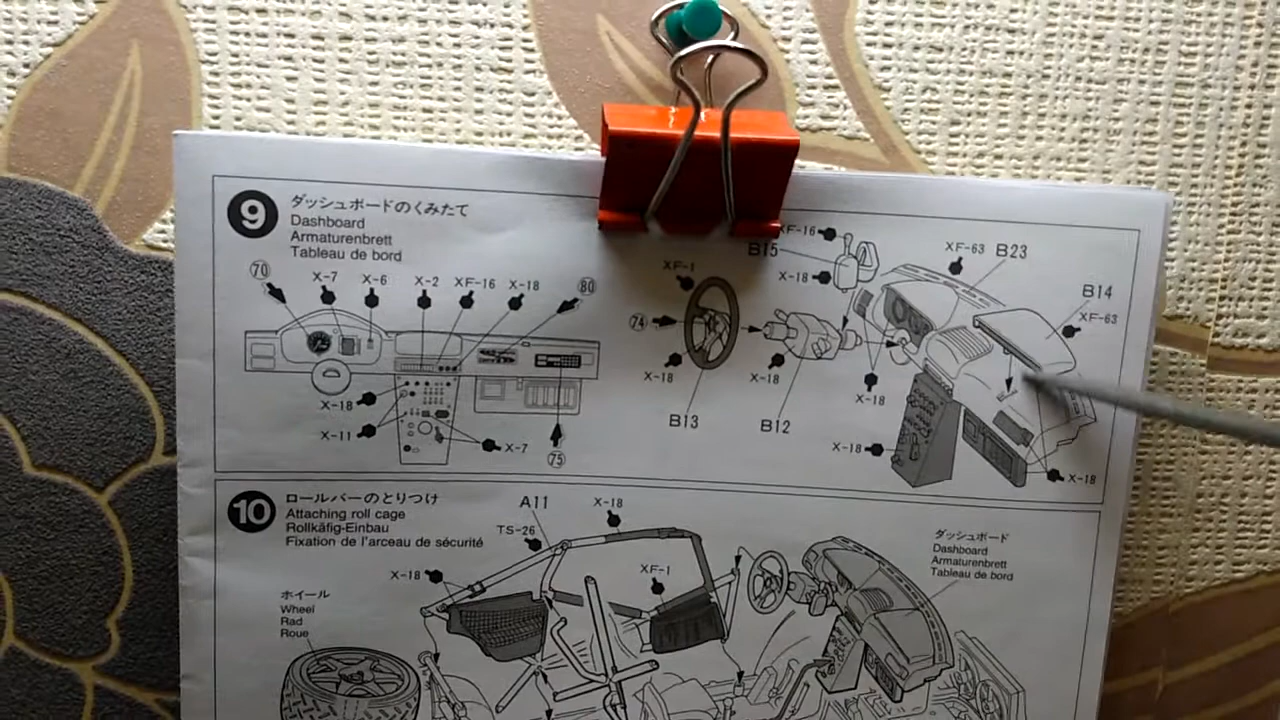 9
ダッシュボードのくみたて
Dashboard
Armaturenbrett
Tableau de bord
70
X-7
X-6
X-2
XF-16
X-18
80
X-18
X-11
X-7
75
XF-16
B15
X-18
XF-1
74
X-18
B13
X-18
B12
XF-63
B23
B14
XF-63
X-18
X-18
X-18
10
ロールバーのとりつけ
Attaching roll cage
Rollkäfig-Einbau
Fixation de l'arceau de sécurité
A11
X-18
TS-26
X-18
XF-1
ホイール
Wheel
Rad
Roue
ダッシュボード
Dashboard
Armaturenbrett
Tableau de bord